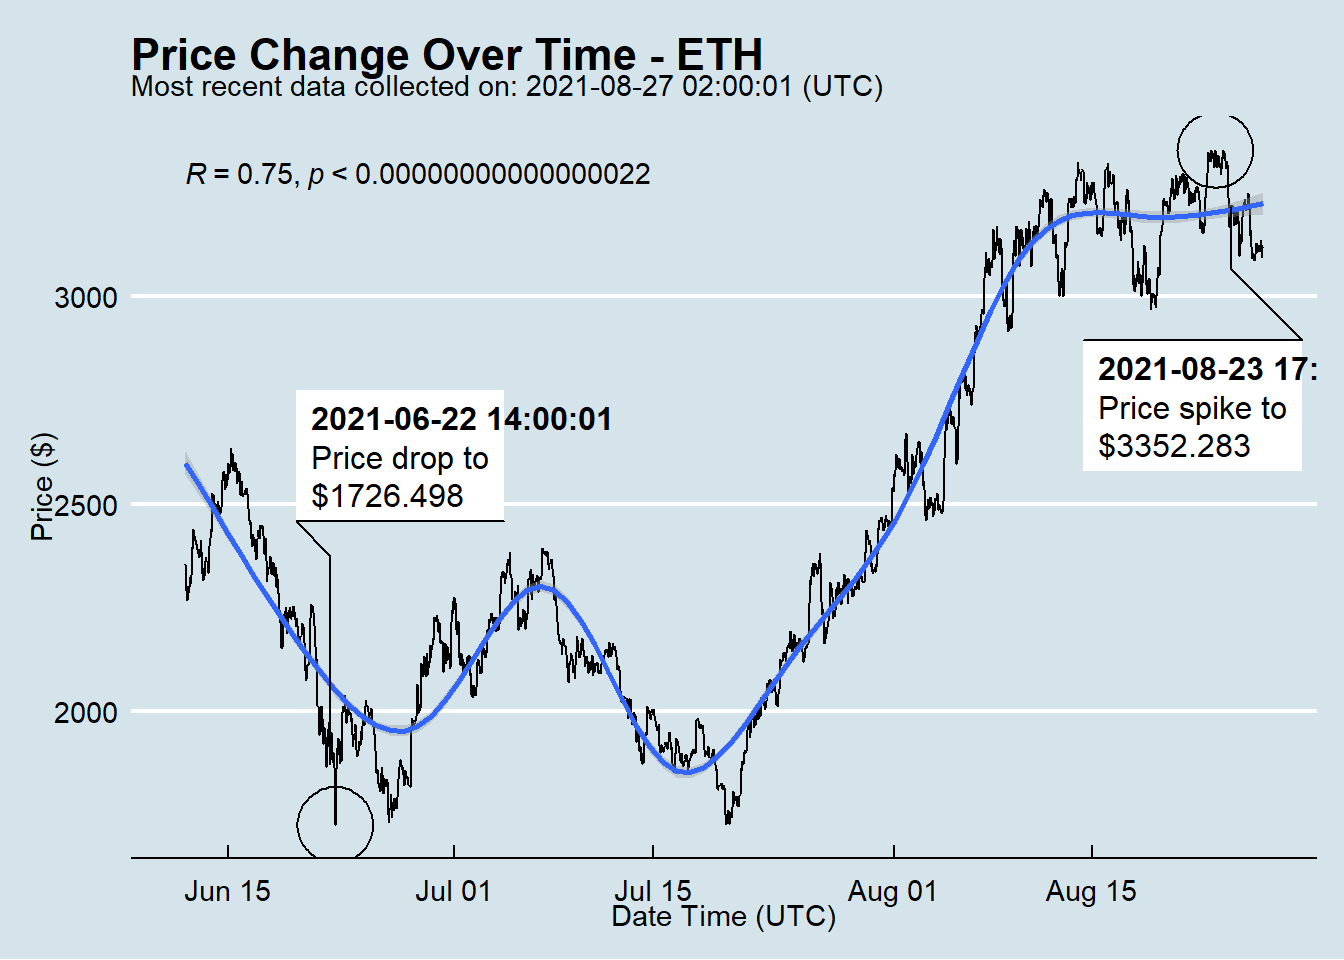 Price Change Over Time - ETH
Most recent data collected on: 2021-08-27 02:00:01 (UTC)
R = 0.75, p < 0.00000000000000022
3000
2021-08-23 17:
Price spike to
$3352.283
2021-06-22 14:00:01
Price drop to
$1726.498
Price ($)
2500
2000
Jun 15
Jul 01
Jul 15
Aug 01
Aug 15
Date Time (UTC)